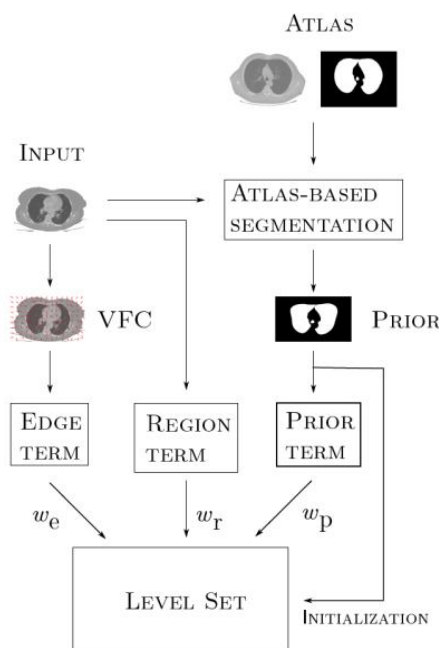 ATLAS
INPUT
ATLAS-BASED
SEGMENTATION
VFC
PRIOR
EDGE
TERM
REGION
TERM
PRIOR
TERM
we
wr
wp
LEVEL SET
INITIALIZATION